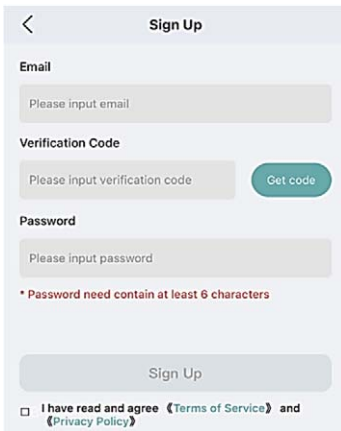 Sign Up
Email
Please input email
Verification Code
Please input verification code
Get code
Password
Please input password
* Password need contain at least 6 characters
Sign Up
I have read and agree 《Terms of Service》 and
《Privacy Policy》